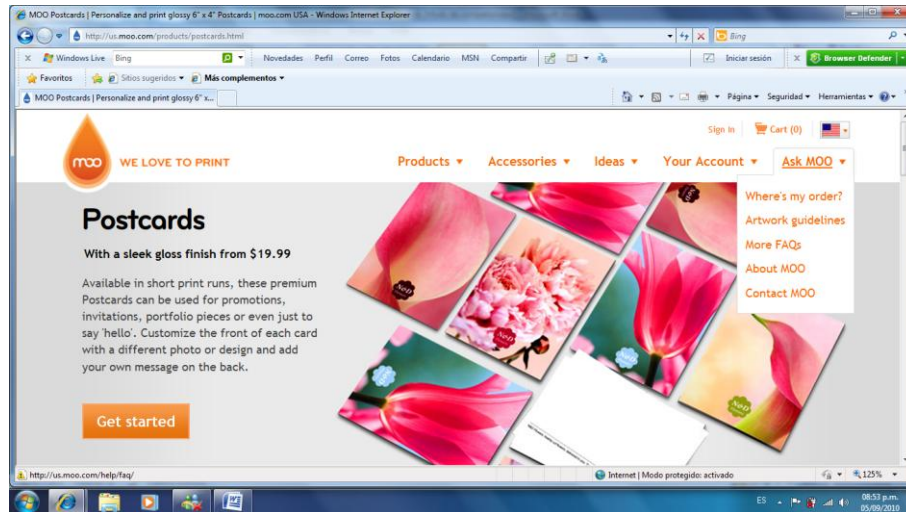 MOO Postcards | Personalize and print glossy 6" x 4" Postcards | moo.com USA - Windows Internet Explorer
http://us.moo.com/products/postcards.html
Bing
Windows Live
Bing
Novedades Perfil Correo Fotos Calendario MSN Compartir
Iniciar sesión
Browser Defender
Favoritos
Sitios sugeridos
Más complementos
MOO Postcards | Personalize and print glossy 6" x...
Página Seguridad Herramientas
Sign in
Cart (0)
moo
WE LOVE TO PRINT
Products Accessories Ideas Your Account Ask MOO
Where's my order?
Artwork guidelines
More FAQs
About MOO
Contact MOO
Postcards
With a sleek gloss finish from $19.99
Available in short print runs, these premium
Postcards can be used for promotions,
invitations, portfolio pieces or even just to
say 'hello'. Customize the front of each card
with a different photo or design and add
your own message on the back.
Get started
http://us.moo.com/help/faq/
Internet | Modo protegido: activado
125%
ES
08:53 p.m.
05/09/2010